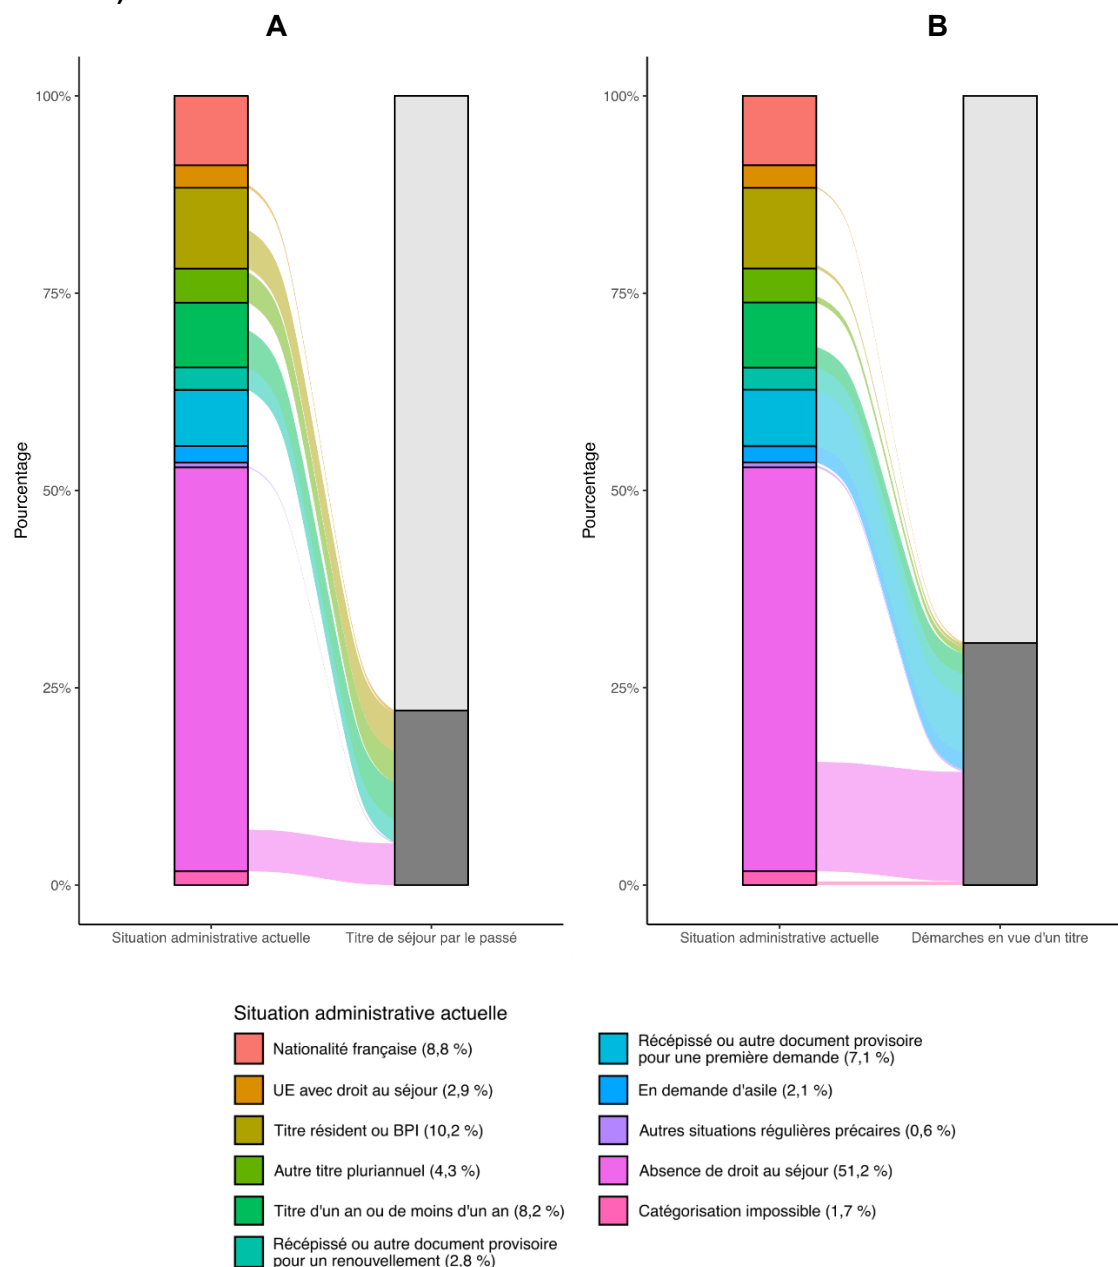 A
B
Pourcentage
100%
75%
50%
25%
0%
Situation administrative actuelle
Titre de séjour par le passé
Pourcentage
100%
75%
50%
25%
0%
Situation administrative actuelle
Démarches en vue d'un titre
Situation administrative actuelle
Nationalité française (8,8 %)
UE avec droit au séjour (2,9 %)
Titre résident ou BPI (10,2 %)
Autre titre pluriannuel (4,3 %)
Titre d'un an ou de moins d'un an (8,2 %)
Récépissé ou autre document provisoire
pour un renouvellement (2,8 %)
Récépissé ou autre document provisoire
pour une première demande (7,1 %)
En demande d'asile (2,1 %)
Autres situations régulières précaires (0,6 %)
Absence de droit au séjour (51,2 %)
Catégorisation impossible (1,7 %)